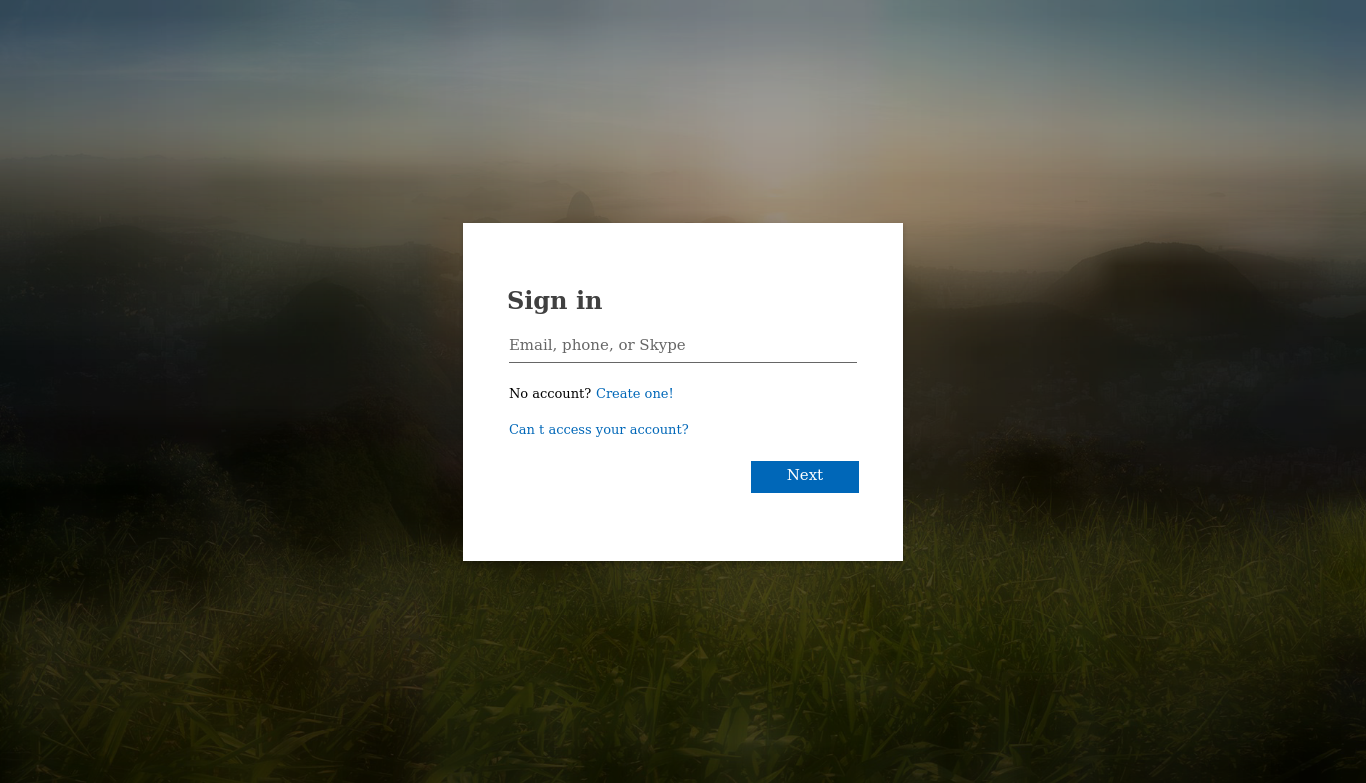 Sign in
Email, phone, or Skype
No account? Create one!
Can t access your account?
Next